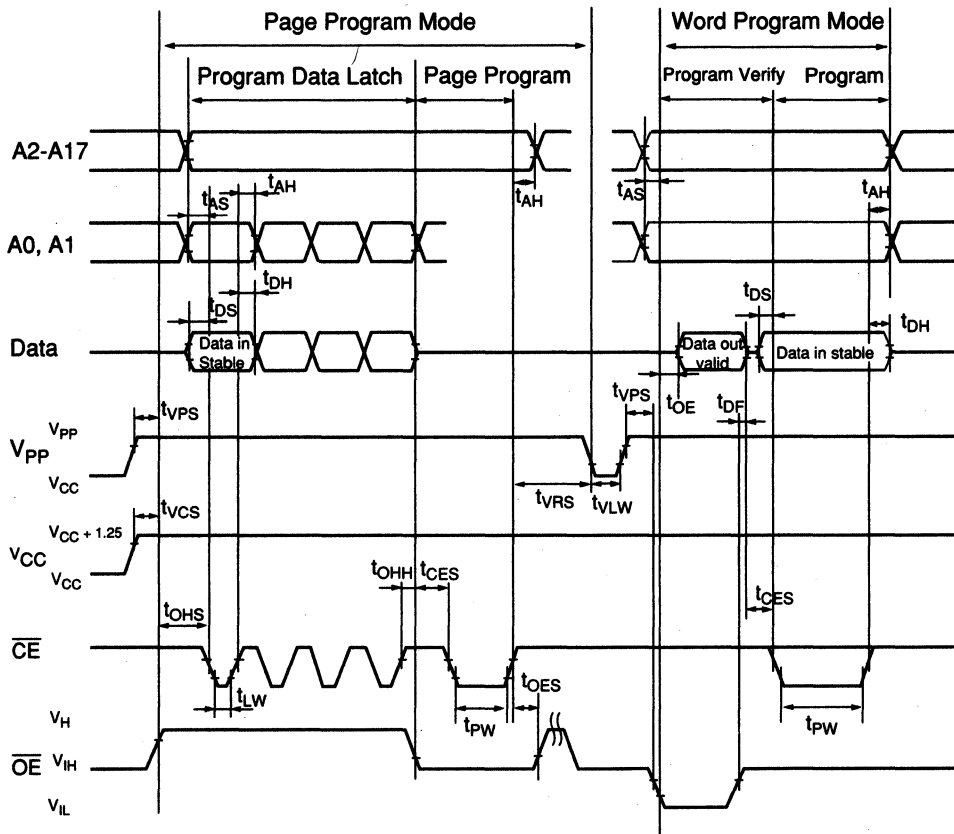 Page Program Mode
Word Program Mode
Program Data Latch
Page Program
Program Verify
Program
A2-A17
tAS
tAH
tAH
tAS
tAH
A0, A1
tDS
tDH
tDS
tDH
Data
Data in
Stable
Data out
valid
Data in stable
tVPS
tVPS
tOE
tDF
VPP
VPP
VCC
tVRS
tVLW
tVCS
VCC + 1.25
VCC
VCC
tOHH
tCES
tCES
tOHS
CE
tLW
tPW
tOES
tPW
VH
OE
VIH
VIL